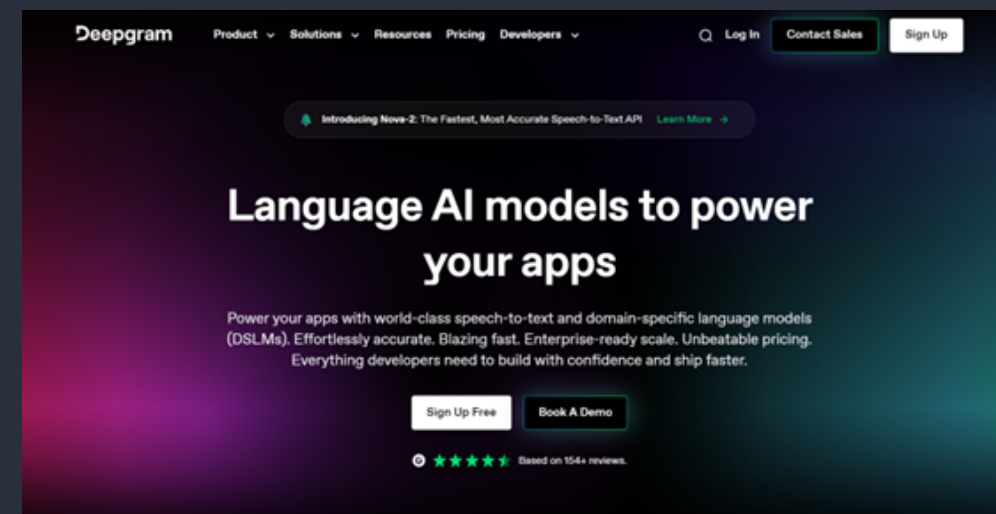 Deepgram
Product Solutions Resources Pricing Developers Log In Contact Sales Sign Up
Introducing Nova-2: The Fastest, Most Accurate Speech-to-Text API Learn More →
Language AI models to power
your apps
Power your apps with world-class speech-to-text and domain-specific language models
(DSLMs). Effortlessly accurate. Blazing fast. Enterprise-ready scale. Unbeatable pricing.
Everything developers need to build with confidence and ship faster.
Sign Up Free Book A Demo
Based on 154+ reviews.